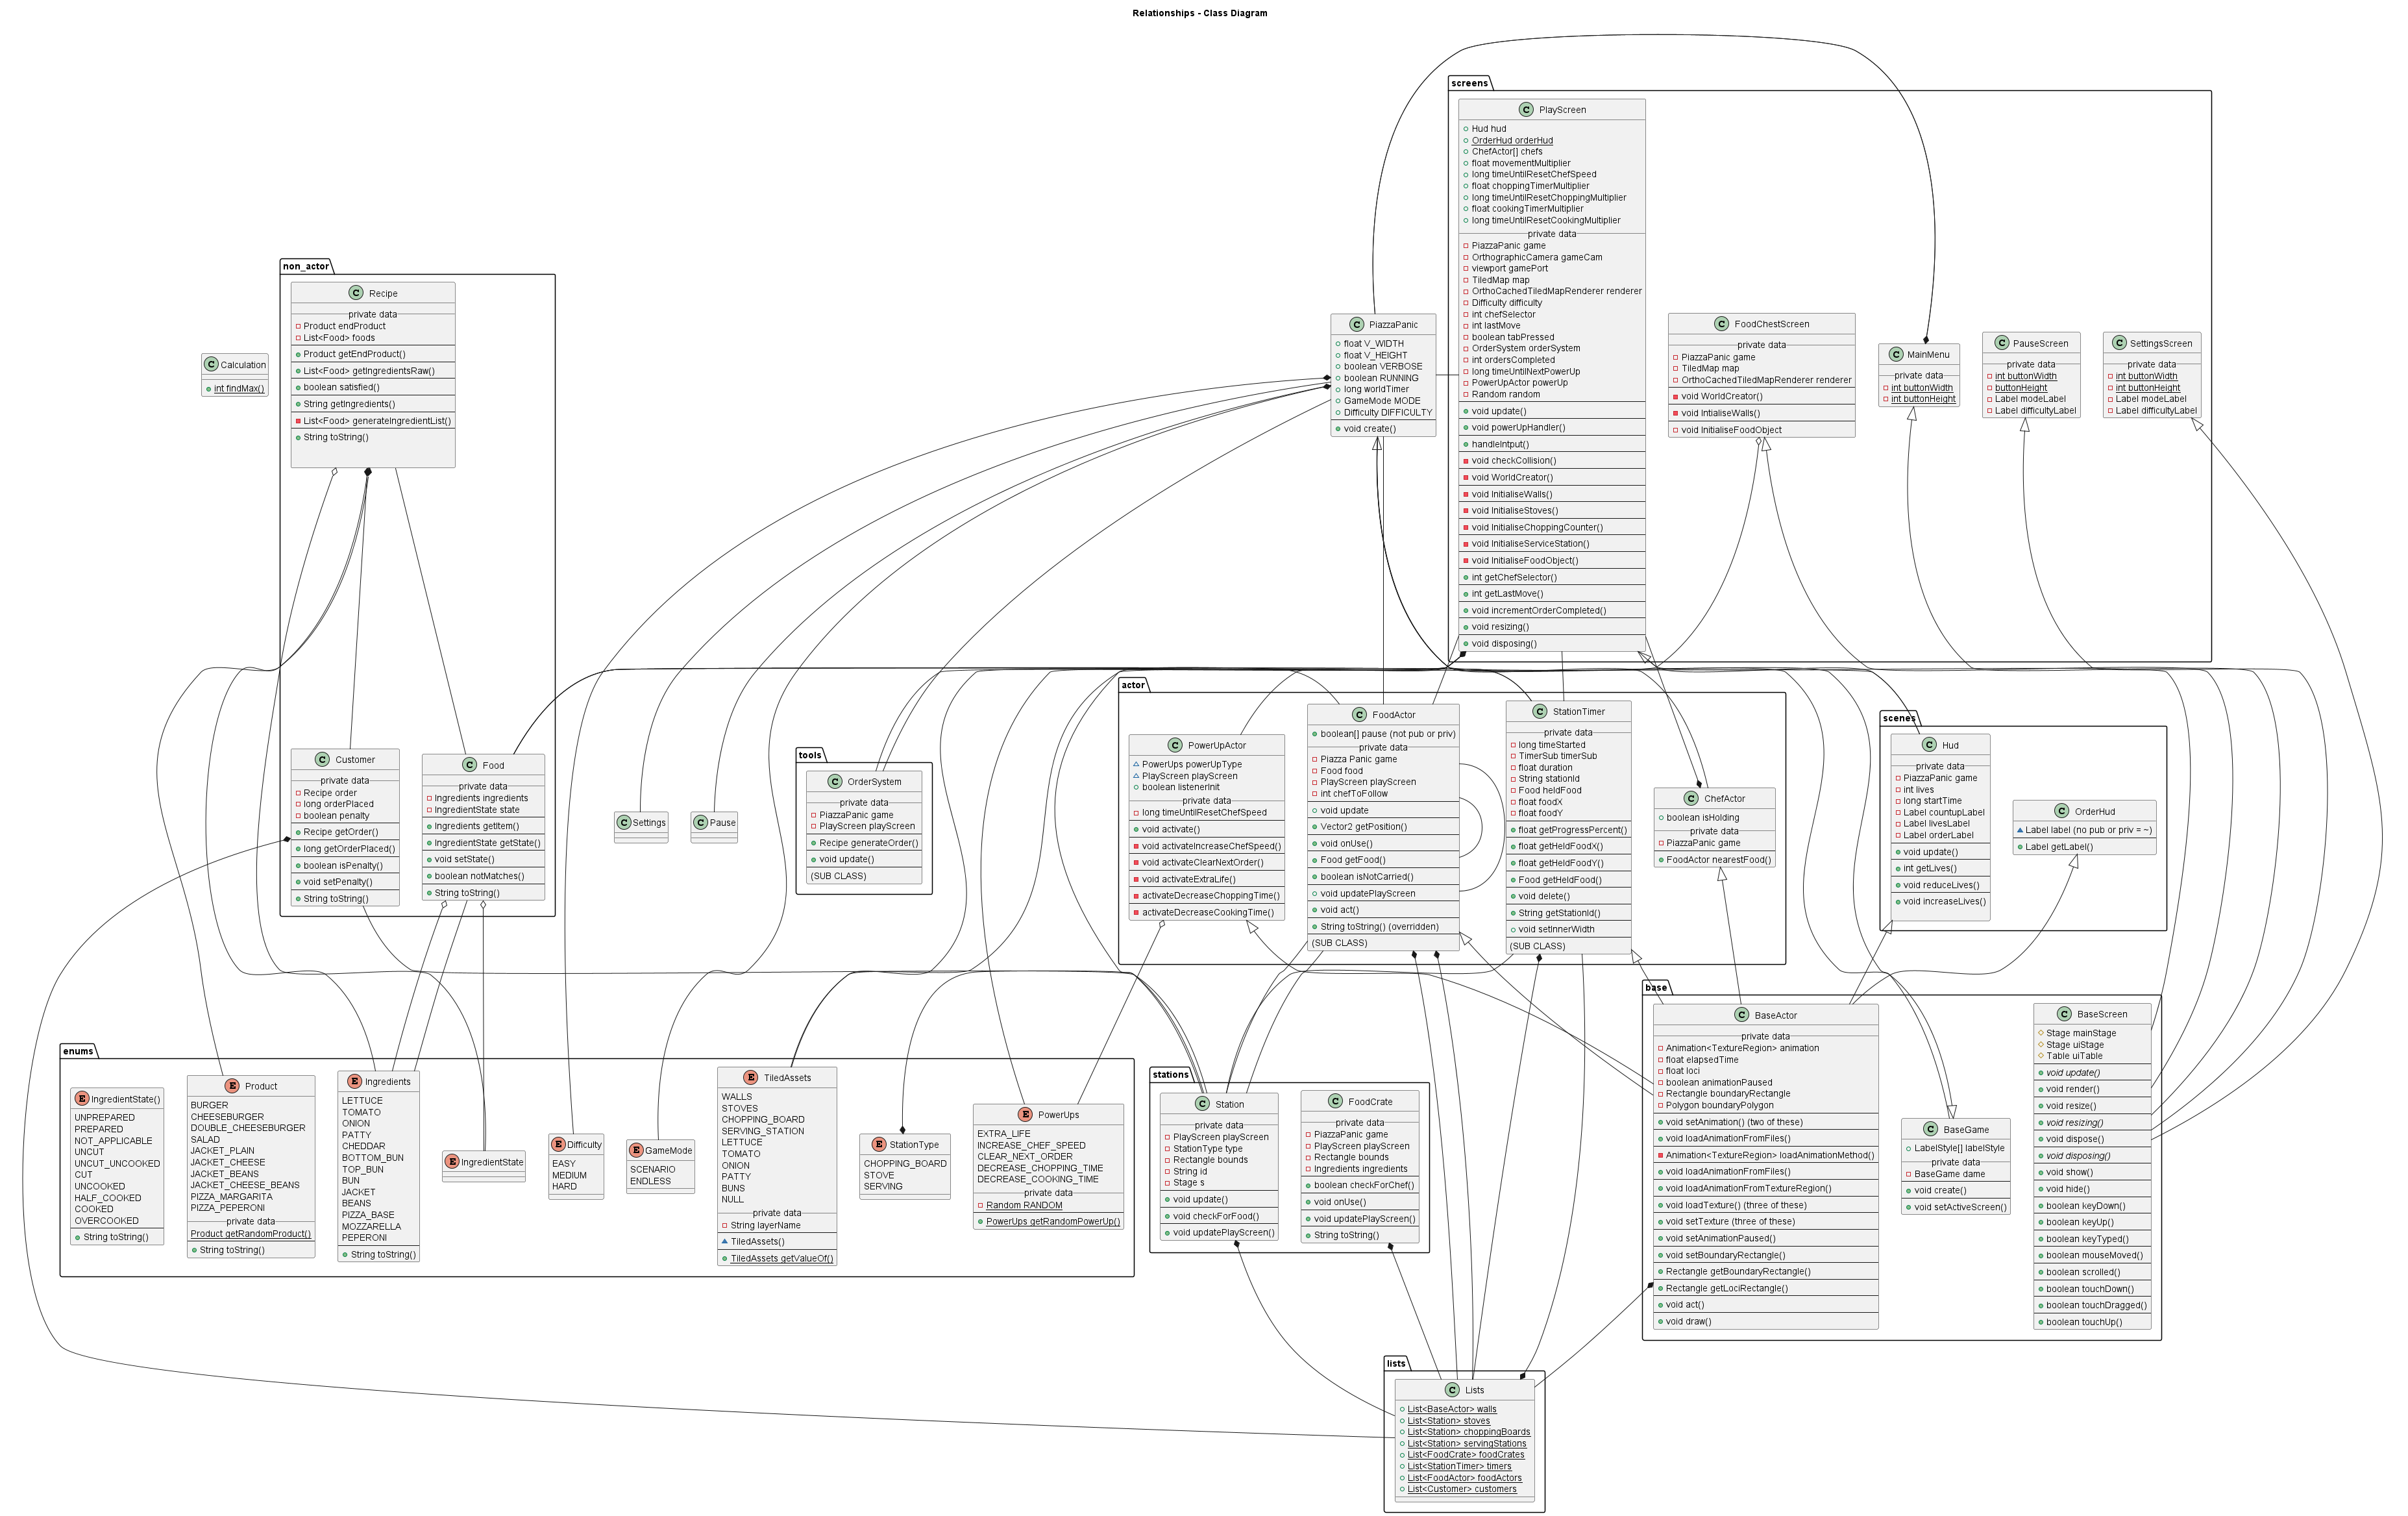 Relationships - Class Diagram
screens
PlayScreen
Hud hud
OrderHud orderHud
ChefActor[] chefs
float movementMultiplier
long timeUntilResetChefSpeed
float choppingTimerMultiplier
long timeUntilResetChoppingMultiplier
float cookingTimerMultiplier
long timeUntilResetCookingMultiplier
private data
PiazzaPanic game
OrthographicCamera gameCam
viewport gamePort
TiledMap map
OrthoCachedTiledMapRenderer renderer
Difficulty difficulty
int chefSelector
int lastMove
boolean tabPressed
OrderSystem orderSystem
int ordersCompleted
long timeUntilNextPowerUp
PowerUpActor powerUp
Random random
void update()
void powerUpHandler()
handleIntput()
void checkCollision()
void WorldCreator()
void InitialiseWalls()
void InitialiseStoves()
void InitialiseChoppingCounter()
void InitialiseServiceStation()
void InitialiseFoodObject()
int getChefSelector()
int getLastMove()
void incrementOrderCompleted()
void resizing()
void disposing()
FoodChestScreen
private data
PiazzaPanic game
TiledMap map
OrthoCachedTiledMapRenderer renderer
void WorldCreator()
void IntialiseWalls()
void InitialiseFoodObject
MainMenu
private data
int buttonWidth
int buttonHeight
PauseScreen
private data
int buttonWidth
buttonHeight
Label modeLabel
Label difficultyLabel
SettingsScreen
private data
int buttonWidth
int buttonHeight
Label modeLabel
Label difficultyLabel
PiazzaPanic
float V_WIDTH
float V_HEIGHT
boolean VERBOSE
boolean RUNNING
long worldTimer
GameMode MODE
Difficulty DIFFICULTY
void create()
non_actor
Recipe
private data
Product endProduct
List<Food> foods
Product getEndProduct()
List<Food> getIngredientsRaw()
boolean satisfied()
String getIngredients()
List<Food> generateIngredientList()
String toString()
Calculation
int findMax()
Customer
private data
Recipe order
long orderPlaced
boolean penalty
Recipe getOrder()
long getOrderPlaced()
boolean isPenalty()
void setPenalty()
String toString()
Food
private data
Ingredients ingredients
IngredientState state
Ingredients getItem()
IngredientState getState()
void setState()
boolean notMatches()
String toString()
Settings
Pause
tools
OrderSystem
private data
PiazzaPanic game
PlayScreen playScreen
Recipe generateOrder()
void update()
(SUB CLASS)
actor
PowerUpActor
PowerUps powerUpType
PlayScreen playScreen
boolean listenerInit
private data
long timeUntilResetChefSpeed
void activate()
void activateIncreaseChefSpeed()
void activateClearNextOrder()
void activateExtraLife()
activateDecreaseChoppingTime()
activateDecreaseCookingTime()
FoodActor
boolean[] pause (not pub or priv)
private data
Piazza Panic game
Food food
PlayScreen playScreen
int chefToFollow
void update
Vector2 getPosition()
void onUse()
Food getFood()
boolean isNotCarried()
void updatePlayScreen
void act()
String toString() (overridden)
(SUB CLASS)
StationTimer
private data
long timeStarted
TimerSub timerSub
float duration
String stationId
Food heldFood
float foodX
float foodY
float getProgressPercent()
float getHeldFoodX()
float getHeldFoodY()
Food getHeldFood()
void delete()
String getStationId()
void setInnerWidth
(SUB CLASS)
ChefActor
boolean isHolding
private data
PiazzaPanic game
FoodActor nearestFood()
scenes
Hud
private data
PiazzaPanic game
int lives
long startTime
Label countupLabel
Label livesLabel
Label orderLabel
void update()
int getLives()
void reduceLives()
void increaseLives()
OrderHud
Label label (no pub or priv = ~)
Label getLabel()
base
BaseActor
private data
Animation<TextureRegion> animation
float elapsedTime
float loci
boolean animationPaused
Rectangle boundaryRectangle
Polygon boundaryPolygon
void setAnimation() (two of these)
void loadAnimationFromFiles()
Animation<TextureRegion> loadAnimationMethod()
void loadAnimationFromFiles()
void loadAnimationFromTextureRegion()
void loadTexture() (three of these)
void setTexture (three of these)
void setAnimationPaused()
void setBoundaryRectangle()
Rectangle getBoundaryRectangle()
Rectangle getLociRectangle()
void act()
void draw()
BaseGame
LabelStyle[] labelStyle
private data
BaseGame dame
void create()
void setActiveScreen()
BaseScreen
Stage mainStage
Stage uiStage
Table uiTable
void update()
void render()
void resize()
void resizing()
void dispose()
void disposing()
void show()
void hide()
boolean keyDown()
boolean keyUp()
boolean keyTyped()
boolean mouseMoved()
boolean scrolled()
boolean touchDown()
boolean touchDragged()
boolean touchUp()
enums
IngredientState()
UNPREPARED
PREPARED
NOT_APPLICABLE
UNCUT
UNCUT_UNCOOKED
CUT
UNCOOKED
HALF_COOKED
COOKED
OVERCOOKED
String toString()
Product
BURGER
CHEESEBURGER
DOUBLE_CHEESEBURGER
SALAD
JACKET_PLAIN
JACKET_CHEESE
JACKET_BEANS
JACKET_CHEESE_BEANS
PIZZA_MARGARITA
PIZZA_PEPERONI
private data
Product getRandomProduct()
String toString()
Ingredients
LETTUCE
TOMATO
ONION
PATTY
CHEDDAR
BOTTOM_BUN
TOP_BUN
BUN
JACKET
BEANS
PIZZA_BASE
MOZZARELLA
PEPERONI
String toString()
IngredientState
Difficulty
EASY
MEDIUM
HARD
GameMode
SCENARIO
ENDLESS
TiledAssets
WALLS
STOVES
CHOPPING_BOARD
SERVING_STATION
LETTUCE
TOMATO
ONION
PATTY
BUNS
NULL
private data
String layerName
TiledAssets()
TiledAssets getValueOf()
StationType
CHOPPING_BOARD
STOVE
SERVING
PowerUps
EXTRA_LIFE
INCREASE_CHEF_SPEED
CLEAR_NEXT_ORDER
DECREASE_CHOPPING_TIME
DECREASE_COOKING_TIME
private data
Random RANDOM
PowerUps getRandomPowerUp()
stations
Station
private data
PlayScreen playScreen
StationType type
Rectangle bounds
String id
Stage s
void update()
void checkForFood()
void updatePlayScreen()
FoodCrate
private data
PiazzaPanic game
PlayScreen playScreen
Rectangle bounds
Ingredients ingredients
boolean checkForChef()
void onUse()
void updatePlayScreen()
String toString()
lists
Lists
List<BaseActor> walls
List<Station> stoves
List<Station> choppingBoards
List<Station> servingStations
List<FoodCrate> foodCrates
List<StationTimer> timers
List<FoodActor> foodActors
List<Customer> customers